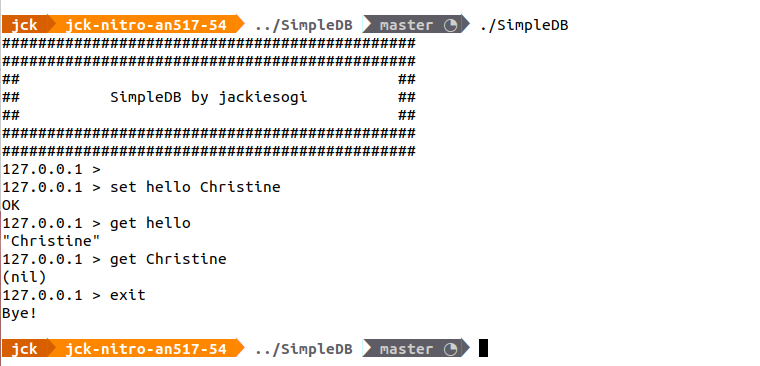 jck jck-nitro-an517-54 ../SimpleDB master ◔ ./SimpleDB
##############################################
##############################################
##                                          ##
##          SimpleDB by jackiesogi          ##
##                                          ##
##############################################
##############################################
127.0.0.1 >
127.0.0.1 > set hello Christine
OK
127.0.0.1 > get hello
"Christine"
127.0.0.1 > get Christine
(nil)
127.0.0.1 > exit
Bye!
jck jck-nitro-an517-54 ../SimpleDB master ◔